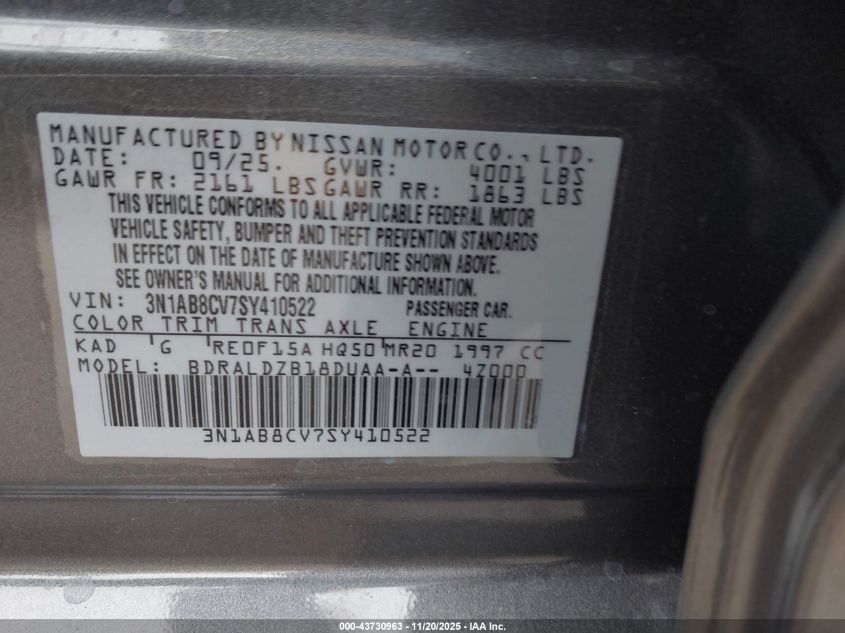 MANUFACTURED BY NISSAN MOTOR CO., LTD.
DATE: 09/25. GVWR: 4001 LBS
GAWR FR: 2161 LBS GAWR RR: 1863 LBS
THIS VEHICLE CONFORMS TO ALL APPLICABLE FEDERAL MOTOR
VEHICLE SAFETY, BUMPER AND THEFT PREVENTION STANDARDS
IN EFFECT ON THE DATE OF MANUFACTURE SHOWN ABOVE.
SEE OWNER'S MANUAL FOR ADDITIONAL INFORMATION.
VIN: 3N1AB8CV7SY410522 PASSENGER CAR.
COLOR TRIM TRANS AXLE ENGINE
KAD G RE0F15A HQ50 MR20 1997 CC
MODEL: BDRALDZB18DUAA-A-- 4Z000
3N1AB8CV7SY410522
000-43730963 - 11/20/2025 - IAA Inc.